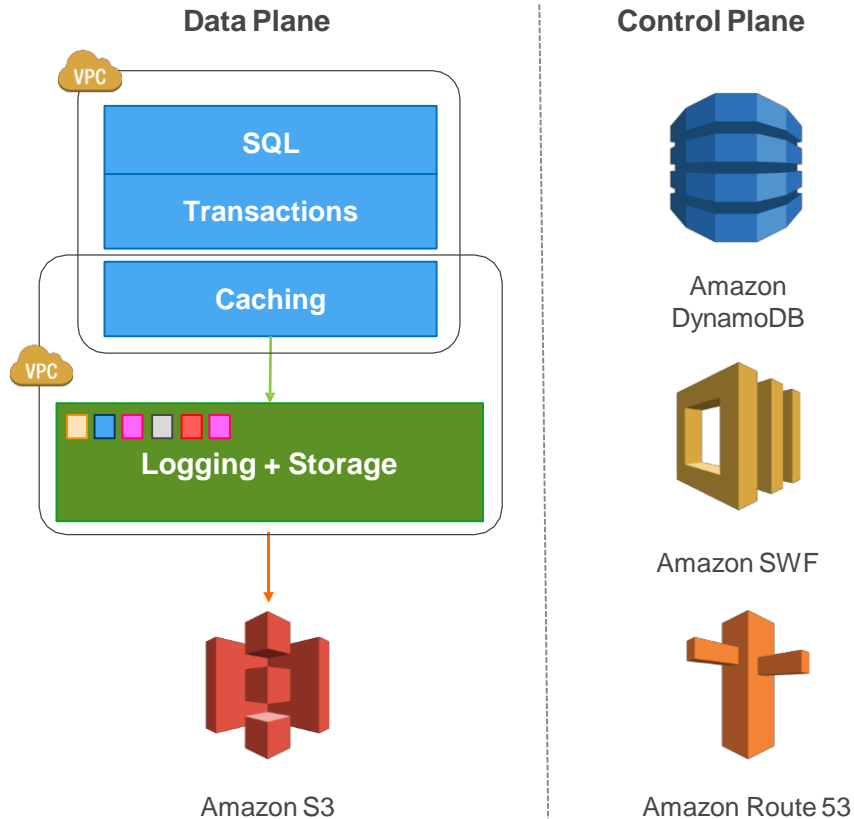 Data Plane
VPC
SQL
Transactions
Caching
VPC
Logging + Storage
Amazon S3
Control Plane
Amazon
DynamoDB
Amazon SWF
Amazon Route 53